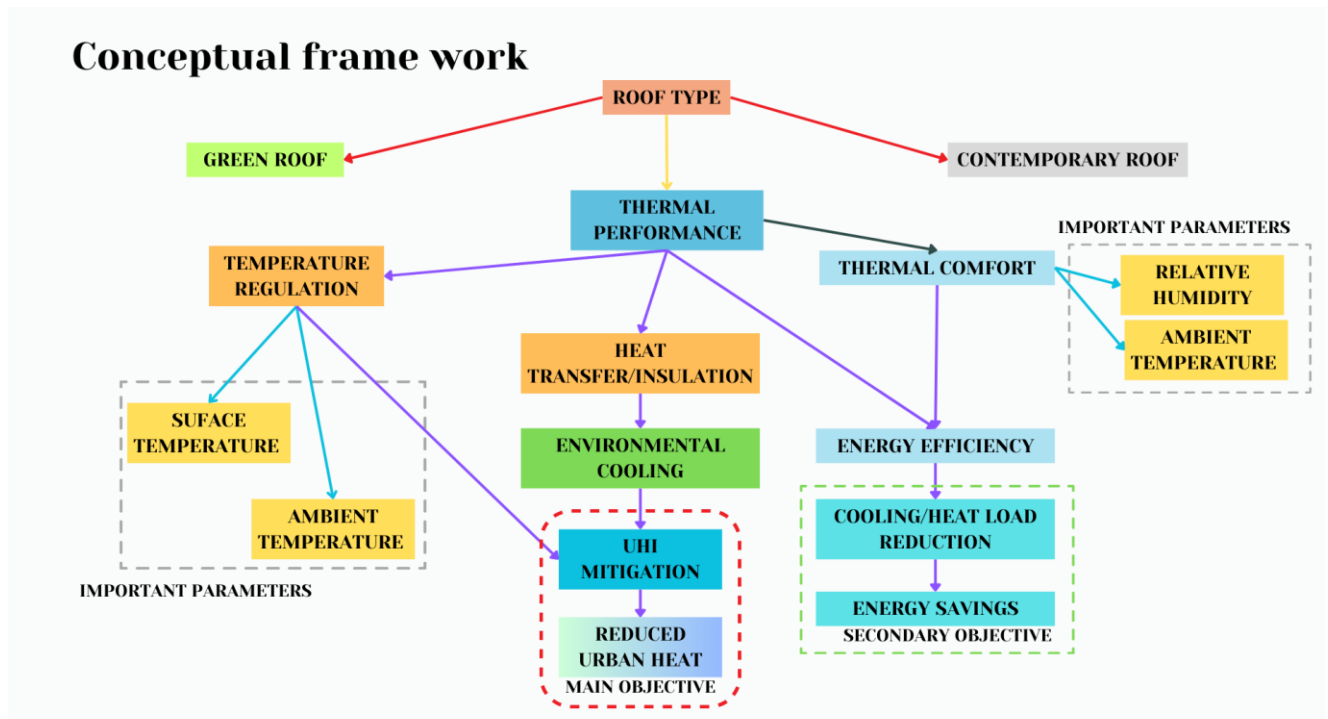 Conceptual frame work
ROOF TYPE
GREEN ROOF
CONTEMPORARY ROOF
THERMAL
PERFORMANCE
IMPORTANT PARAMETERS
TEMPERATURE
REGULATION
THERMAL COMFORT
RELATIVE
HUMIDITY
AMBIENT
TEMPERATURE
HEAT
TRANSFER/INSULATION
SUFACE
TEMPERATURE
ENVIRONMENTAL
COOLING
ENERGY EFFICIENCY
AMBIENT
TEMPERATURE
IMPORTANT PARAMETERS
UHI
MITIGATION
COOLING/HEAT LOAD
REDUCTION
ENERGY SAVINGS
SECONDARY OBJECTIVE
REDUCED
URBAN HEAT
MAIN OBJECTIVE